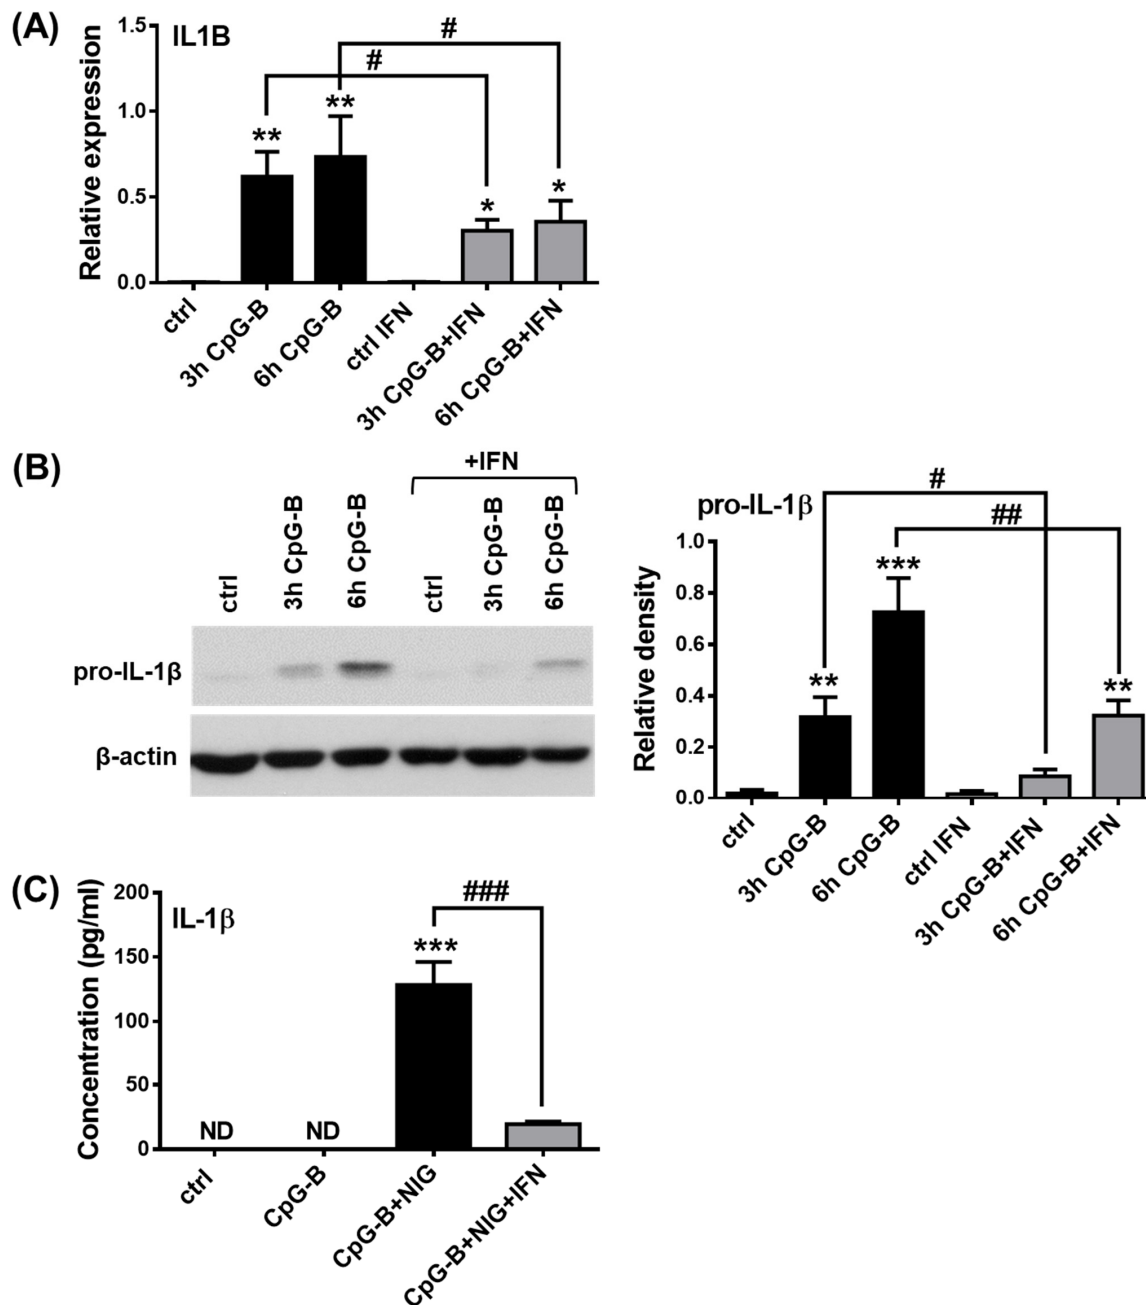 (A)
IL1B
Relative expression
1.5
1.0
0.5
0.0
#
#
**
**
*
*
ctrl
3h CpG-B
6h CpG-B
ctrl IFN
3h CpG-B+IFN
6h CpG-B+IFN
(B)
+IFN
ctrl
3h CpG-B
6h CpG-B
ctrl
3h CpG-B
6h CpG-B
pro-IL-1β
β-actin
pro-IL-1β
Relative density
1.0
0.8
0.6
0.4
0.2
0.0
#
##
**
***
**
ctrl
3h CpG-B
6h CpG-B
ctrl IFN
3h CpG-B+IFN
6h CpG-B+IFN
(C)
IL-1β
Concentration (pg/ml)
200
150
100
50
0
###
***
ND
ND
ctrl
CpG-B
CpG-B+NIG
CpG-B+NIG+IFN